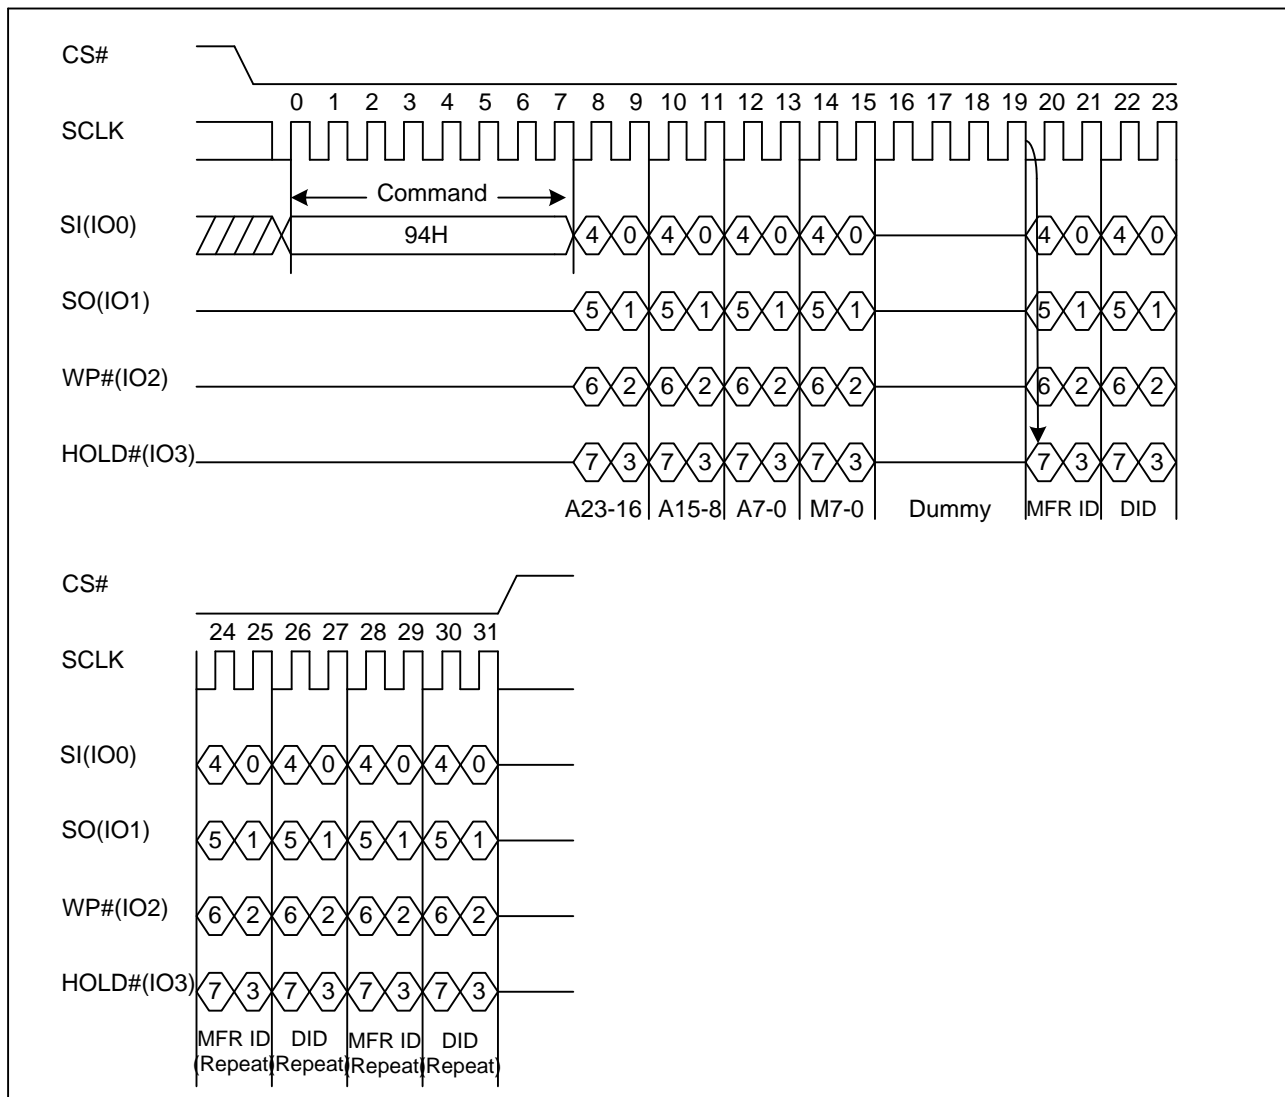 CS#
0 1 2 3 4 5 6 7 8 9 10 11 12 13 14 15 16 17 18 19 20 21 22 23
SCLK
Command
SI(IO0) 94H 4 0 4 0 4 0 4 0 4 0 4 0
SO(IO1) 5 1 5 1 5 1 5 1 5 1 5 1
WP#(IO2) 6 2 6 2 6 2 6 2 6 2 6 2
HOLD#(IO3) 7 3 7 3 7 3 7 3 7 3 7 3
A23-16 A15-8 A7-0 M7-0 Dummy MFR ID DID
CS#
24 25 26 27 28 29 30 31
SCLK
SI(IO0) 4 0 4 0 4 0 4 0
SO(IO1) 5 1 5 1 5 1 5 1
WP#(IO2) 6 2 6 2 6 2 6 2
HOLD#(IO3) 7 3 7 3 7 3 7 3
MFR ID DID MFR ID DID
(Repeat) (Repeat) (Repeat) (Repeat)